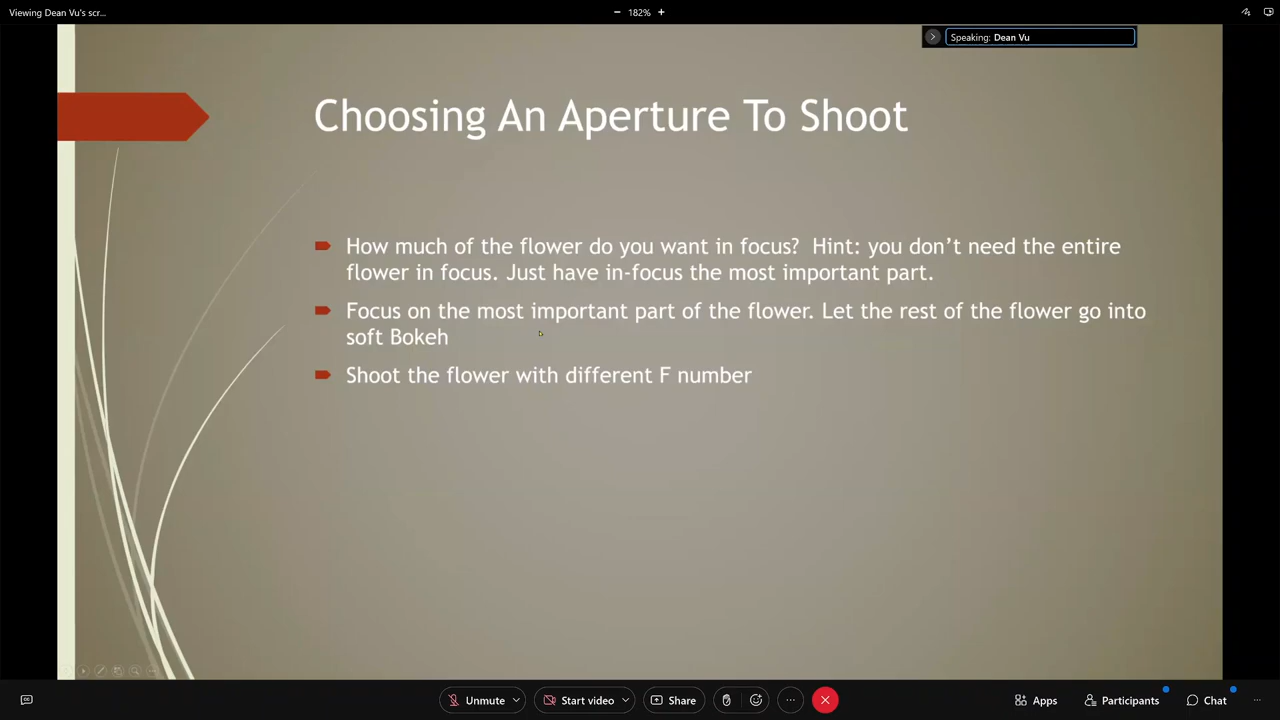 Viewing Dean Vu's scr...
182%
Speaking: Dean Vu
Choosing An Aperture To Shoot
How much of the flower do you want in focus?  Hint: you don’t need the entire
flower in focus. Just have in-focus the most important part.
Focus on the most important part of the flower. Let the rest of the flower go into
soft Bokeh
Shoot the flower with different F number
Unmute
Start video
Share
Apps
Participants
Chat